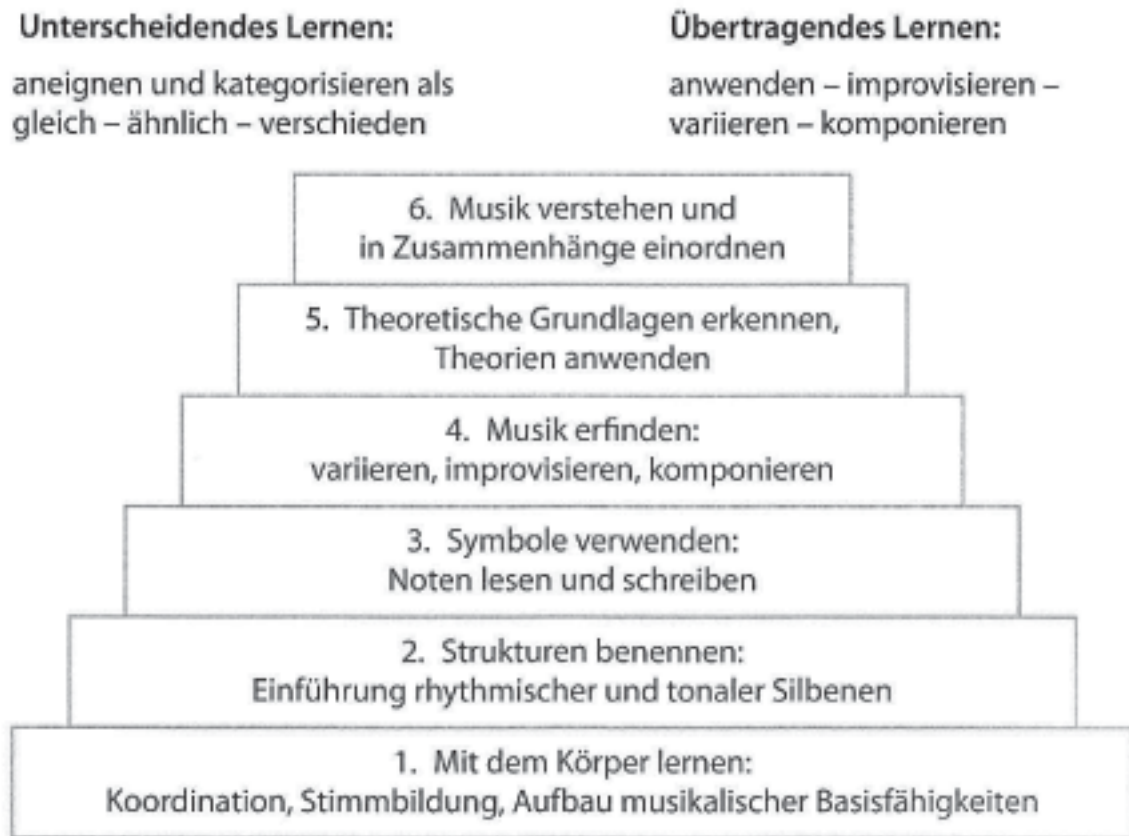 Unterscheidendes Lernen:
aneignen und kategorisieren als
gleich – ähnlich – verschieden
Übertragendes Lernen:
anwenden – improvisieren –
variieren – komponieren
6. Musik verstehen und
in Zusammenhänge einordnen
5. Theoretische Grundlagen erkennen,
Theorien anwenden
4. Musik erfinden:
variieren, improvisieren, komponieren
3. Symbole verwenden:
Noten lesen und schreiben
2. Strukturen benennen:
Einführung rhythmischer und tonaler Silbenen
1. Mit dem Körper lernen:
Koordination, Stimmbildung, Aufbau musikalischer Basisfähigkeiten